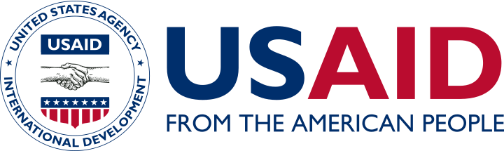 UNITED STATES AGENCY
INTERNATIONAL DEVELOPMENT
USAID
USAID
FROM THE AMERICAN PEOPLE